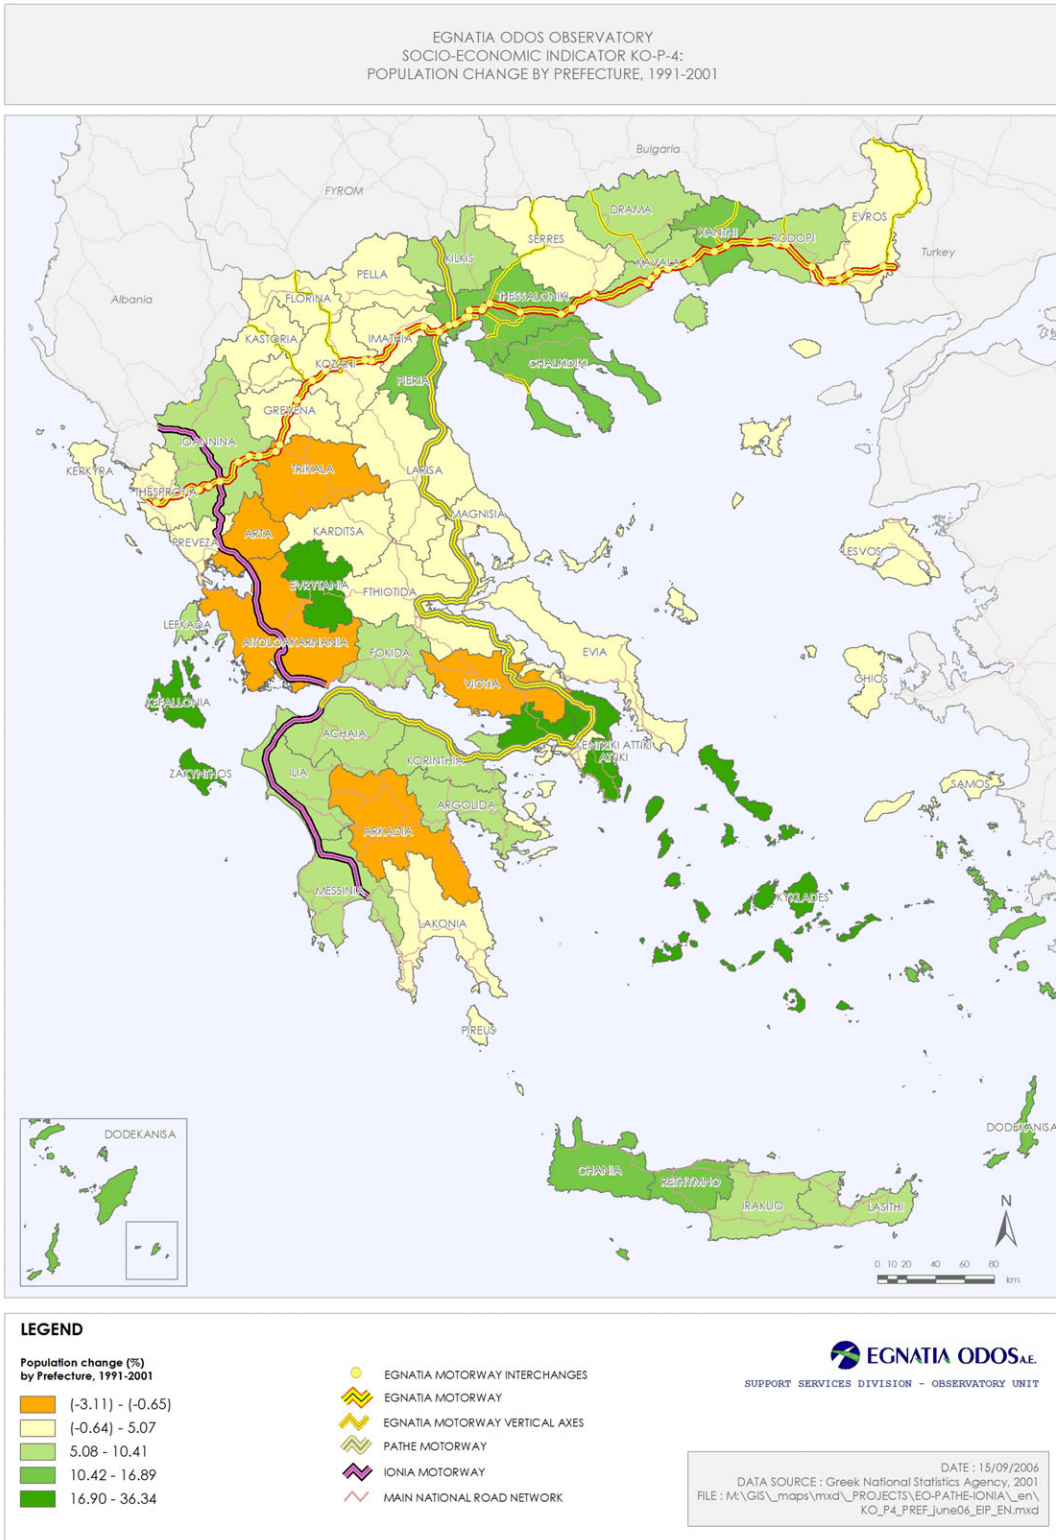 EGNATIA ODOS OBSERVATORY
SOCIO-ECONOMIC INDICATOR KO-P-4:
POPULATION CHANGE BY PREFECTURE, 1991-2001
Bulgaria
FYROM
DRAMA
XANTHI
RODOPI
EVROS
SERRES
KILKIS
KAVALA
Turkey
PELLA
Albania
FLORINA
THESSALONIKI
KASTORIA
IMATHIA
KOZANI
CHALKIDIKI
PIERIA
GREVENA
IOANNINA
KERKYRA
TRIKALA
LARISA
THESPROTIA
MAGNISIA
ARTA
KARDITSA
PREVEZA
LESVOS
EVRYTANIA
FTHIOTIDA
LEFKADA
AITOLOAKARNANIA
FOKIDA
EVIA
VIOTIA
CHIOS
KEFALLONIA
ACHAIA
KENTRIKI ATTIKI
ATTIKI
KORINTHIA
ZAKYNTHOS
ILIA
SAMOS
ARGOLIDA
ARKADIA
MESSINIA
KYKLADES
LAKONIA
PIREUS
DODEKANISA
DODEKANISA
CHANIA
RETHYMNO
IRAKLIO
LASITHI
N
0 10 20 40 60 80
km
LEGEND
Population change (%)
by Prefecture, 1991-2001
(-3.11) - (-0.65)
(-0.64) - 5.07
5.08 - 10.41
10.42 - 16.89
16.90 - 36.34
EGNATIA MOTORWAY INTERCHANGES
EGNATIA MOTORWAY
EGNATIA MOTORWAY VERTICAL AXES
PATHE MOTORWAY
IONIA MOTORWAY
MAIN NATIONAL ROAD NETWORK
EGNATIA ODOS A.E.
SUPPORT SERVICES DIVISION - OBSERVATORY UNIT
DATE : 15/09/2006
DATA SOURCE : Greek National Statistics Agency, 2001
FILE : M:\GIS\_maps\mxd\_PROJECTS\EO-PATHE-IONIA\_en\
KO_P4_PREF_june06_EIP_EN.mxd